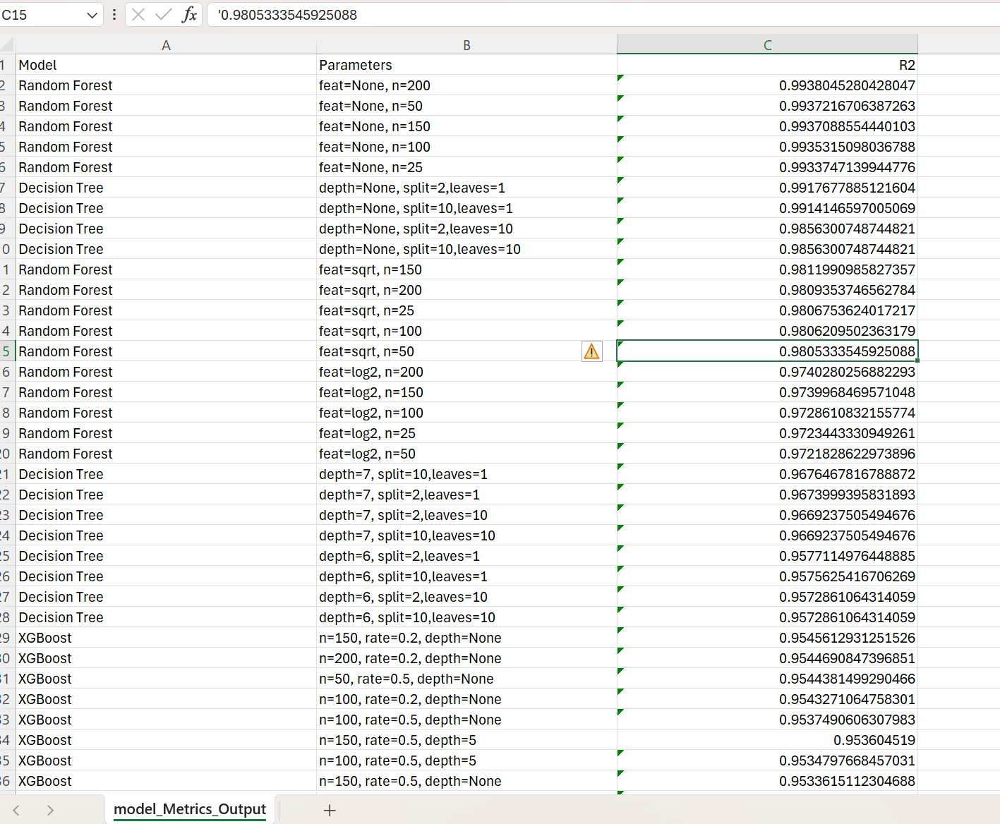 C15 fx '0.9805333545925088
A B C
1 Model Parameters R2
2 Random Forest feat=None, n=200 0.9938045280428047
3 Random Forest feat=None, n=50 0.9937216706387263
4 Random Forest feat=None, n=150 0.9937088554440103
5 Random Forest feat=None, n=100 0.9935315098036788
6 Random Forest feat=None, n=25 0.9933747139944776
7 Decision Tree depth=None, split=2,leaves=1 0.9917677885121604
8 Decision Tree depth=None, split=10,leaves=1 0.9914146597005069
9 Decision Tree depth=None, split=2,leaves=10 0.9856300748744821
0 Decision Tree depth=None, split=10,leaves=10 0.9856300748744821
1 Random Forest feat=sqrt, n=150 0.9811990985827357
2 Random Forest feat=sqrt, n=200 0.9809353746562784
3 Random Forest feat=sqrt, n=25 0.9806753624017217
4 Random Forest feat=sqrt, n=100 0.9806209502363179
5 Random Forest feat=sqrt, n=50 0.9805333545925088
6 Random Forest feat=log2, n=200 0.9740280256882293
7 Random Forest feat=log2, n=150 0.9739968469571048
8 Random Forest feat=log2, n=100 0.9728610832155774
9 Random Forest feat=log2, n=25 0.9723443330949261
20 Random Forest feat=log2, n=50 0.9721828622973896
21 Decision Tree depth=7, split=10,leaves=1 0.9676467816788872
22 Decision Tree depth=7, split=2,leaves=1 0.9673999395831893
23 Decision Tree depth=7, split=2,leaves=10 0.9669237505494676
24 Decision Tree depth=7, split=10,leaves=10 0.9669237505494676
25 Decision Tree depth=6, split=2,leaves=1 0.9577114976448885
26 Decision Tree depth=6, split=10,leaves=1 0.9575625416706269
27 Decision Tree depth=6, split=2,leaves=10 0.9572861064314059
28 Decision Tree depth=6, split=10,leaves=10 0.9572861064314059
29 XGBoost n=150, rate=0.2, depth=None 0.9545612931251526
30 XGBoost n=200, rate=0.2, depth=None 0.9544690847396851
31 XGBoost n=50, rate=0.5, depth=None 0.9544381499290466
32 XGBoost n=100, rate=0.2, depth=None 0.9543271064758301
33 XGBoost n=100, rate=0.5, depth=None 0.9537490606307983
34 XGBoost n=150, rate=0.5, depth=5 0.953604519
35 XGBoost n=100, rate=0.5, depth=5 0.9534797668457031
36 XGBoost n=150, rate=0.5, depth=None 0.9533615112304688
model_Metrics_Output